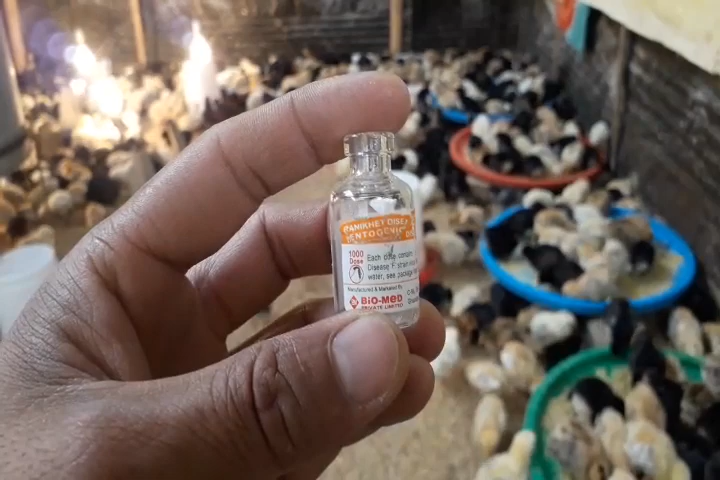 RANIKHET DISEA
LENTOGENIC
1000
Dose
Each dose contain
Disease F strain
water, see package
Manufactured & Marketed By
BIO-MED
PRIVATE LIMITED